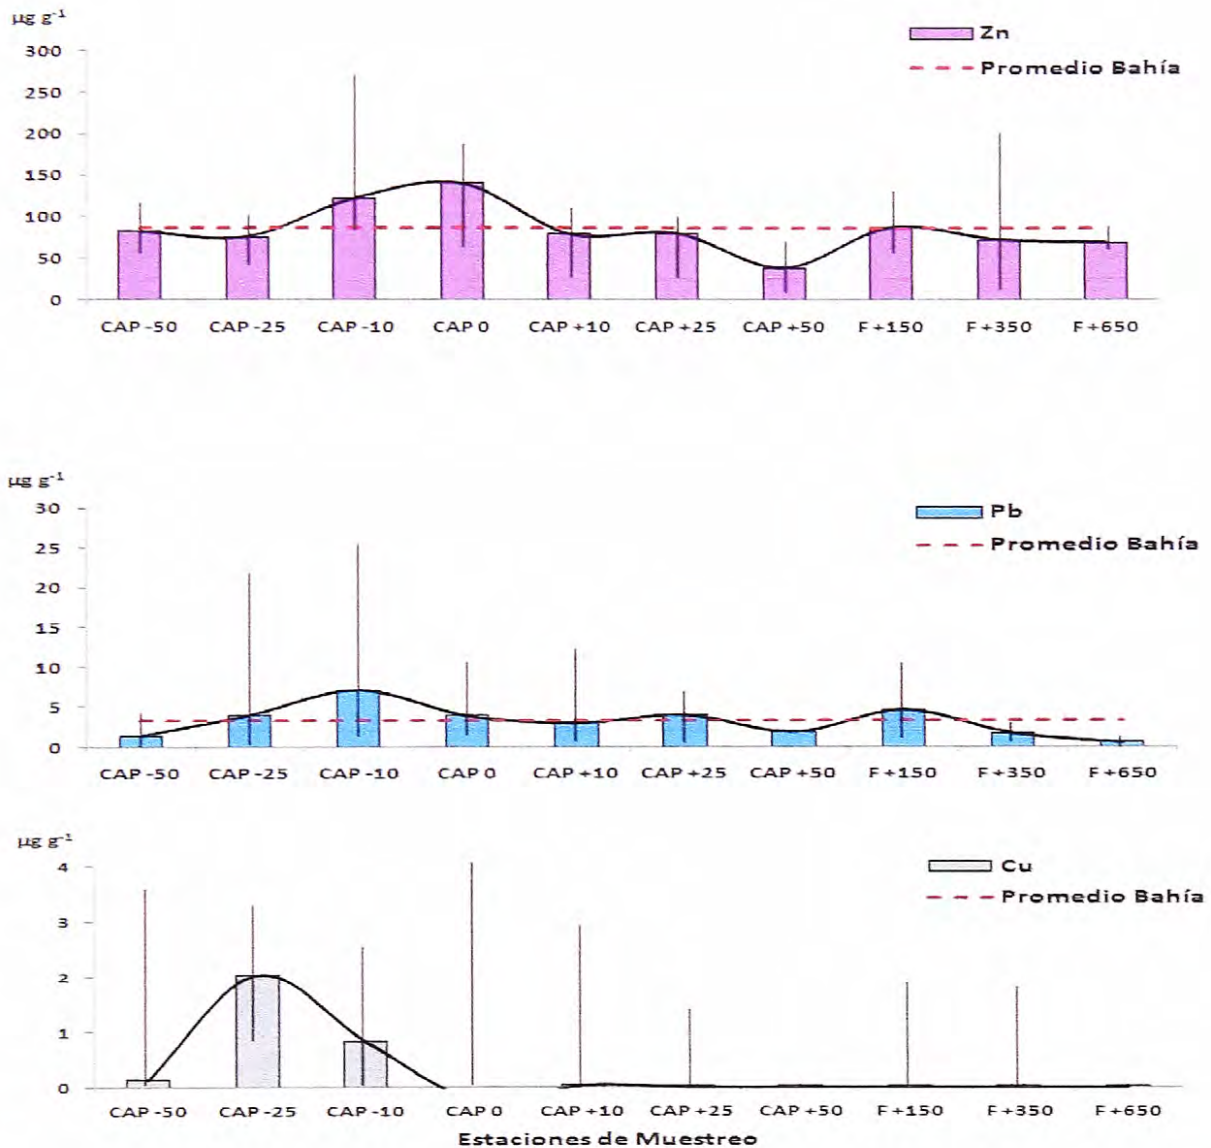 µg g⁻¹
Zn
Promedio Bahía
300
250
200
150
100
50
0
CAP -50 CAP -25 CAP -10 CAP 0 CAP +10 CAP +25 CAP +50 F +150 F +350 F +650
µg g⁻¹
Pb
Promedio Bahía
30
25
20
15
10
5
0
CAP -50 CAP -25 CAP -10 CAP 0 CAP +10 CAP +25 CAP +50 F +150 F +350 F +650
µg g⁻¹
Cu
Promedio Bahía
4
3
2
1
0
CAP -50 CAP -25 CAP -10 CAP 0 CAP +10 CAP +25 CAP +50 F +150 F +350 F +650
Estaciones de Muestreo